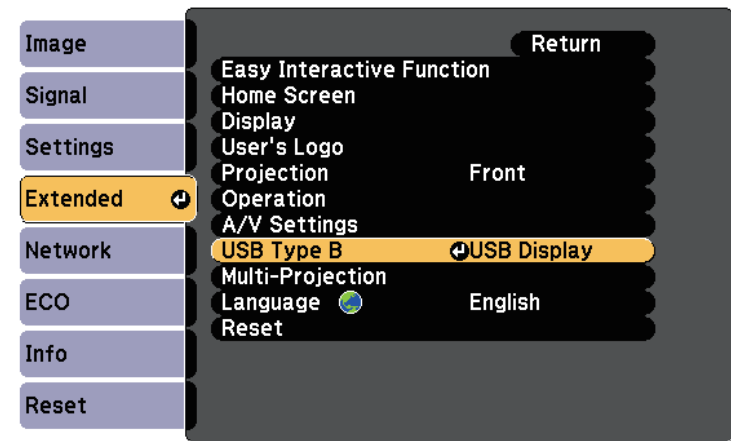 Image
Signal
Settings
Extended
Network
ECO
Info
Reset
Return
Easy Interactive Function
Home Screen
Display
User's Logo
Projection Front
Operation
A/V Settings
USB Type B USB Display
Multi-Projection
Language English
Reset